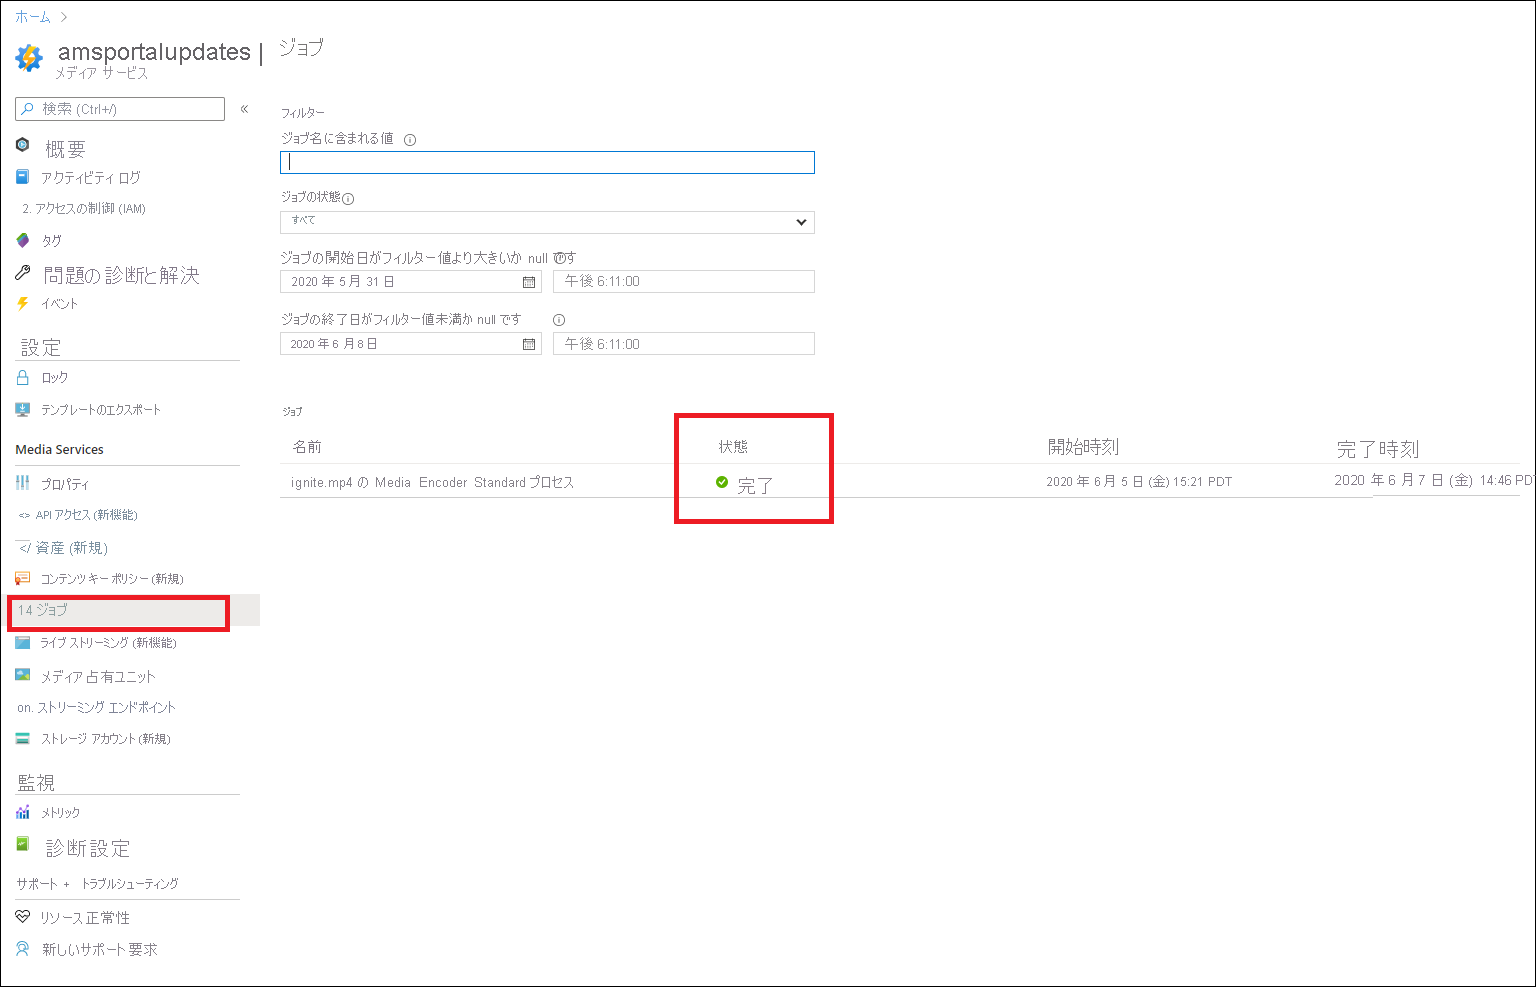 ホーム
amsportalupdates | ジョブ
メディア サービス
検索 (Ctrl+/)
概要
アクティビティ ログ
2. アクセスの制御 (IAM)
タグ
問題の診断と解決
イベント
設定
ロック
テンプレートのエクスポート
Media Services
プロパティ
<> API アクセス (新機能)
</ 資産 (新規)
コンテンツ キー ポリシー (新規)
14 ジョブ
ライブ ストリーミング (新機能)
メディア占有ユニット
on. ストリーミング エンドポイント
ストレージ アカウント (新規)
監視
メトリック
診断設定
サポート + トラブルシューティング
リソース正常性
新しいサポート要求
フィルター
ジョブ名に含まれる値
ジョブの状態
すべて
ジョブの開始日がフィルター値より大きいか null です
2020 年 5 月 31 日 午後 6:11:00
ジョブの終了日がフィルター値未満か null です
2020 年 6 月 8 日 午後 6:11:00
ジョブ
名前 状態 開始時刻 完了時刻
ignite.mp4 の Media Encoder Standard プロセス 完了 2020 年 6 月 5 日 (金) 15:21 PDT 2020 年 6 月 7 日 (金) 14:46 PD